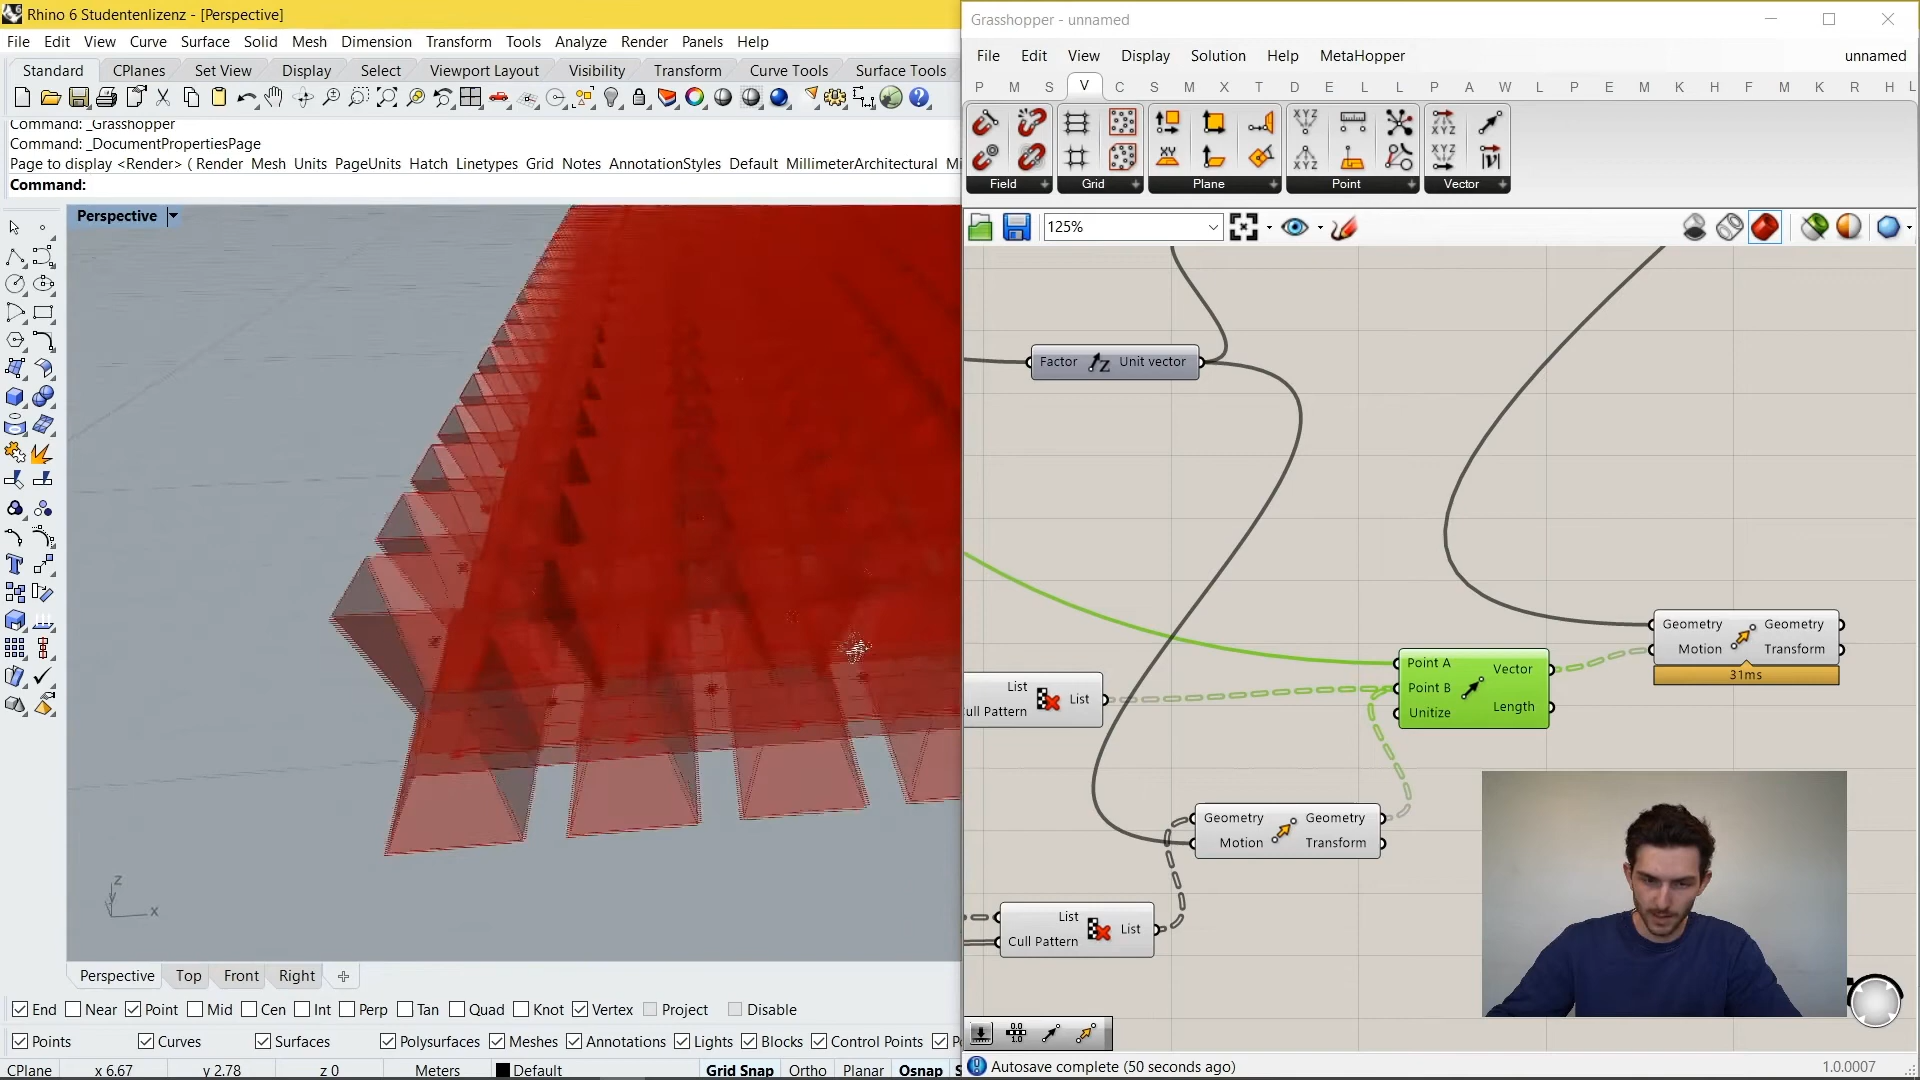 Rhino 6 Studentenlizenz - [Perspective]
File Edit View Curve Surface Solid Mesh Dimension Transform Tools Analyze Render Panels Help
Standard CPlanes Set View Display Select Viewport Layout Visibility Transform Curve Tools Surface Tools
Command: _Grasshopper
Command: _DocumentPropertiesPage
Page to display <Render> ( Render Mesh Units PageUnits Hatch Linetypes Grid Notes AnnotationStyles Default MillimeterArchitectural Mi
Command:
Perspective
z
x
Perspective Top Front Right
End Near Point Mid Cen Int Perp Tan Quad Knot Vertex Project Disable
Points Curves Surfaces Polysurfaces Meshes Annotations Lights Blocks Control Points
CPlane x 6.67 y 2.78 z 0 Meters Default Grid Snap Ortho Planar Osnap S
Grasshopper - unnamed
File Edit View Display Solution Help MetaHopper unnamed
P M S V C S M X T D E L L P A W L P E M K L H C F M K R H L
Field Grid Plane Point Vector
125%
Factor Unit vector
Geometry Geometry
Motion Transform
31ms
Point A Vector
Point B
Unitize Length
List List
ull Pattern
Geometry Geometry
Motion Transform
List List
Cull Pattern
Autosave complete (50 seconds ago) 1.0.0007